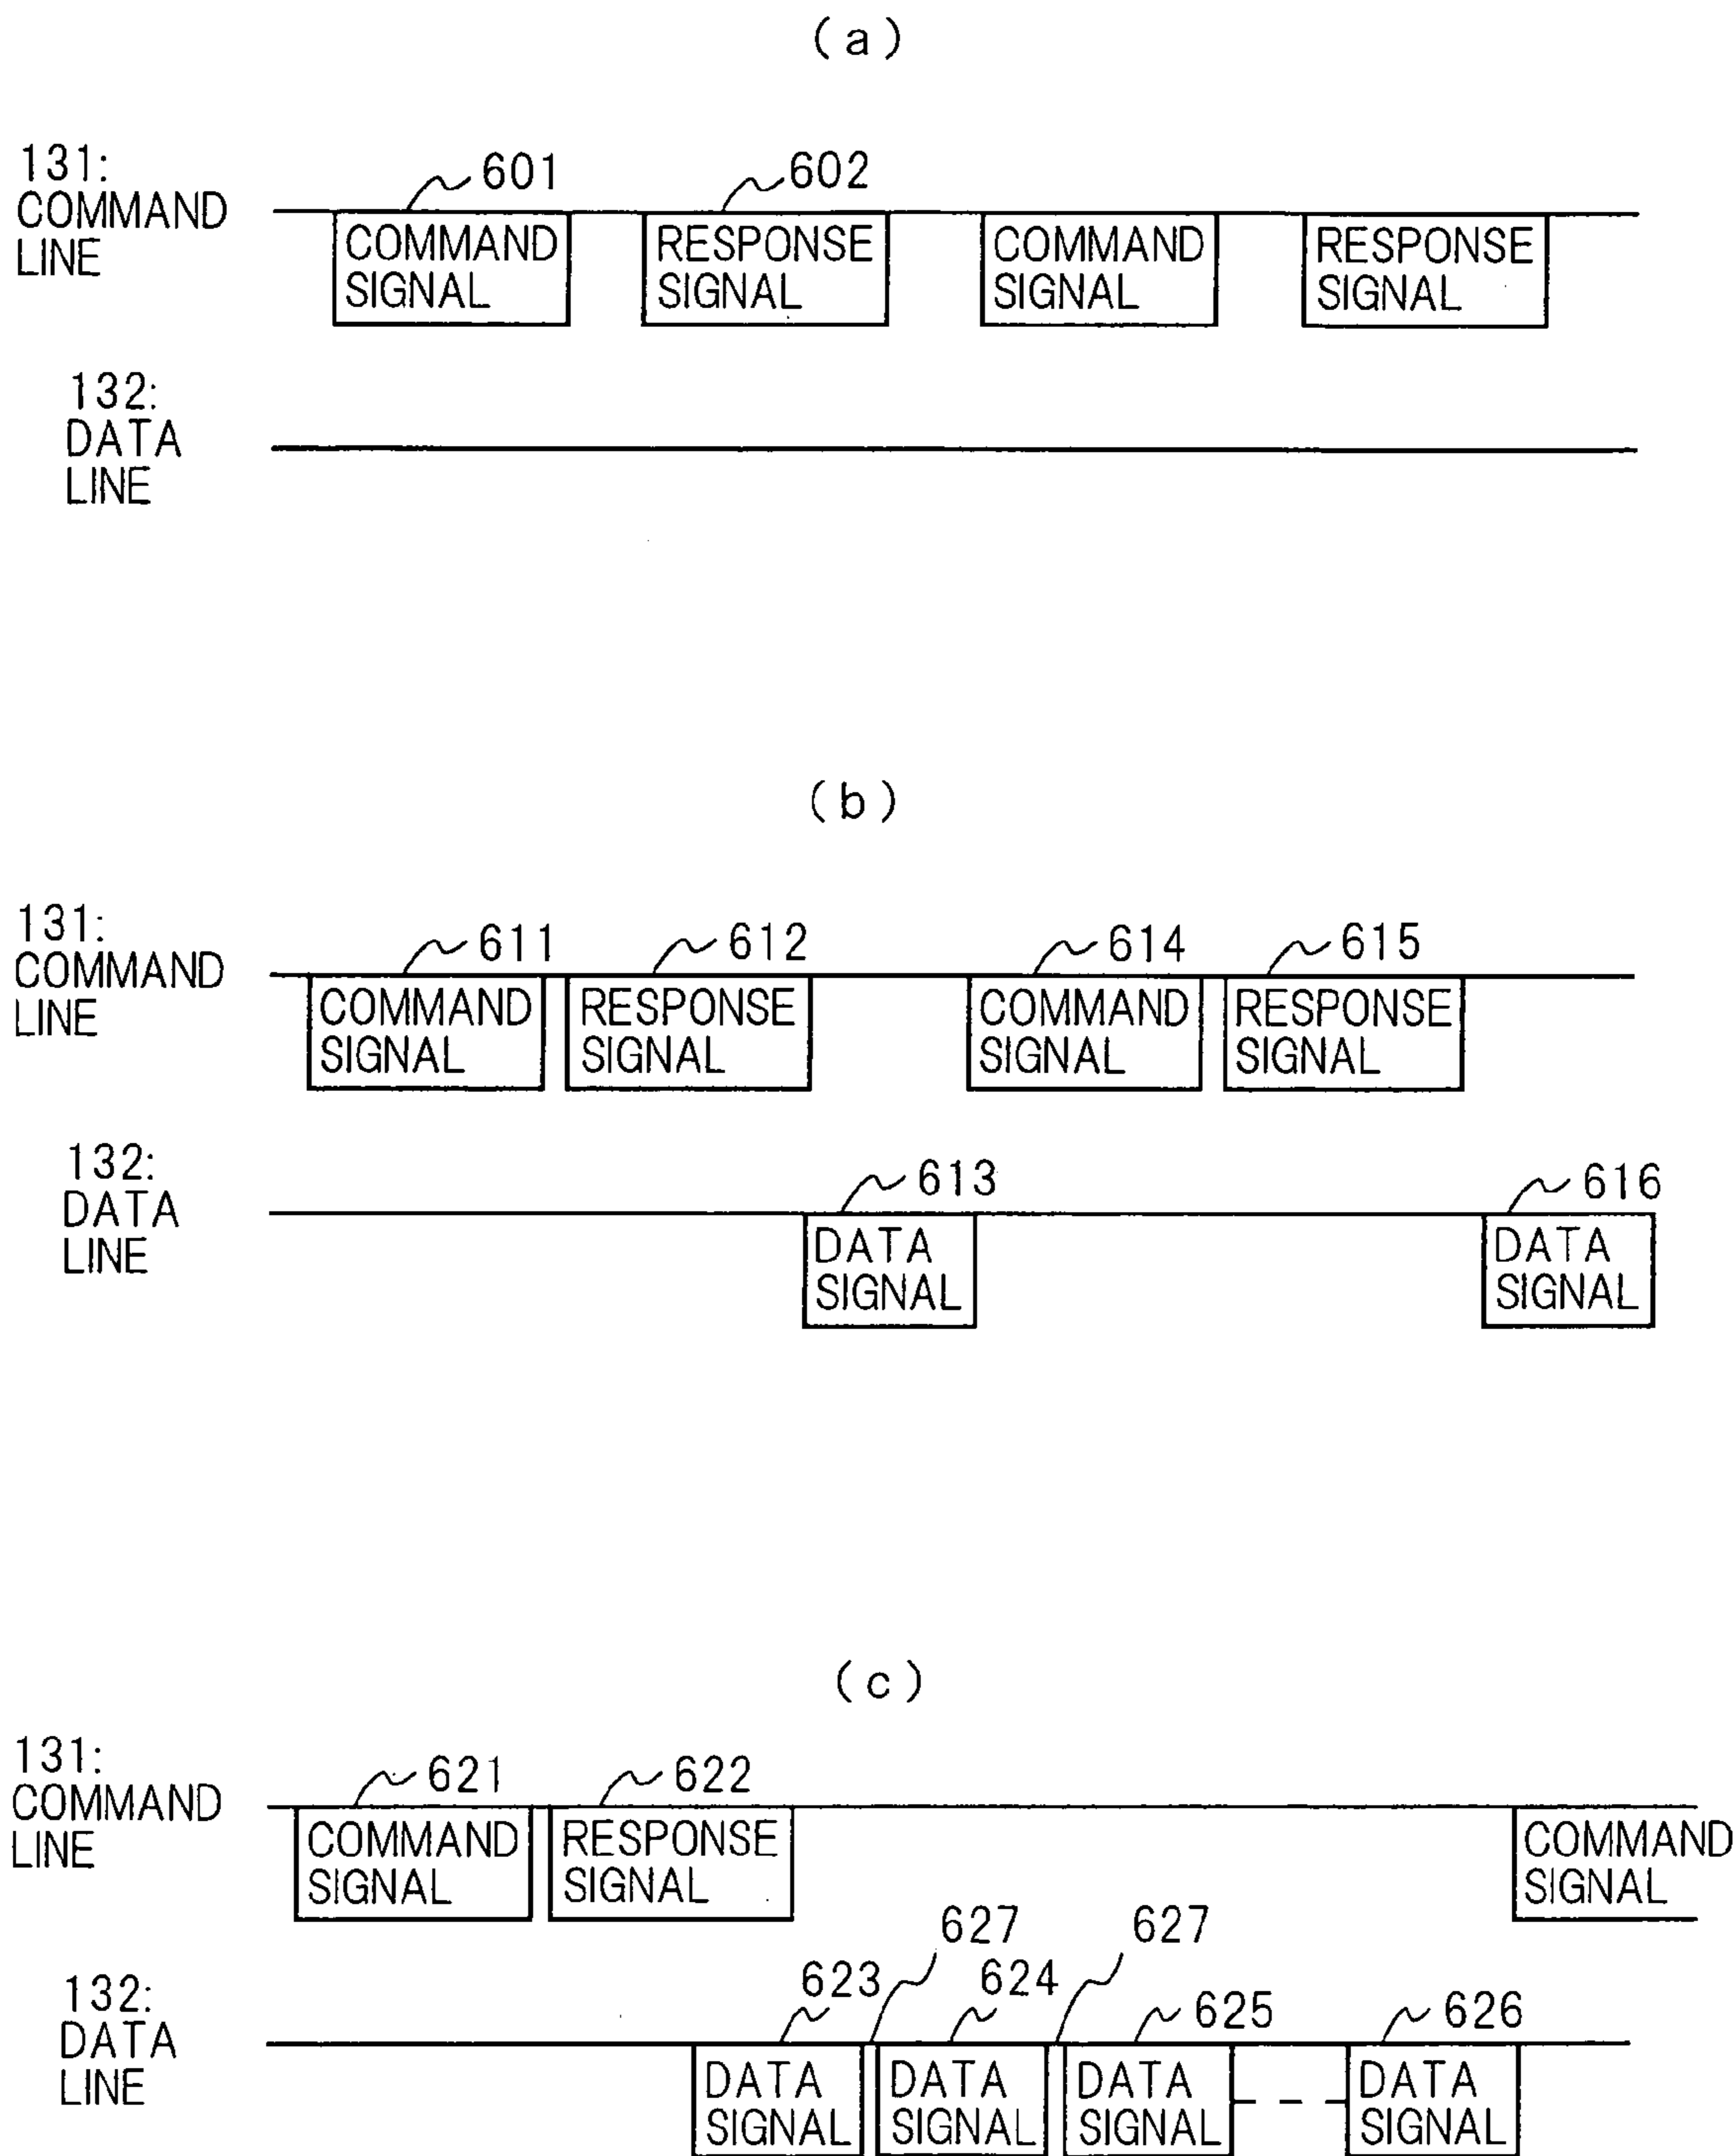 (a)
601
602
131:
COMMAND
LINE
COMMAND
SIGNAL
RESPONSE
SIGNAL
COMMAND
SIGNAL
RESPONSE
SIGNAL
132:
DATA
LINE
(b)
131:
COMMAND
LINE
611
612
614
615
COMMAND
SIGNAL
RESPONSE
SIGNAL
COMMAND
SIGNAL
RESPONSE
SIGNAL
132:
DATA
LINE
613
616
DATA
SIGNAL
DATA
SIGNAL
(c)
131:
COMMAND
LINE
621
622
COMMAND
SIGNAL
RESPONSE
SIGNAL
COMMAND
SIGNAL
132:
DATA
LINE
623
627
624
627
625
626
DATA
SIGNAL
DATA
SIGNAL
DATA
SIGNAL
DATA
SIGNAL